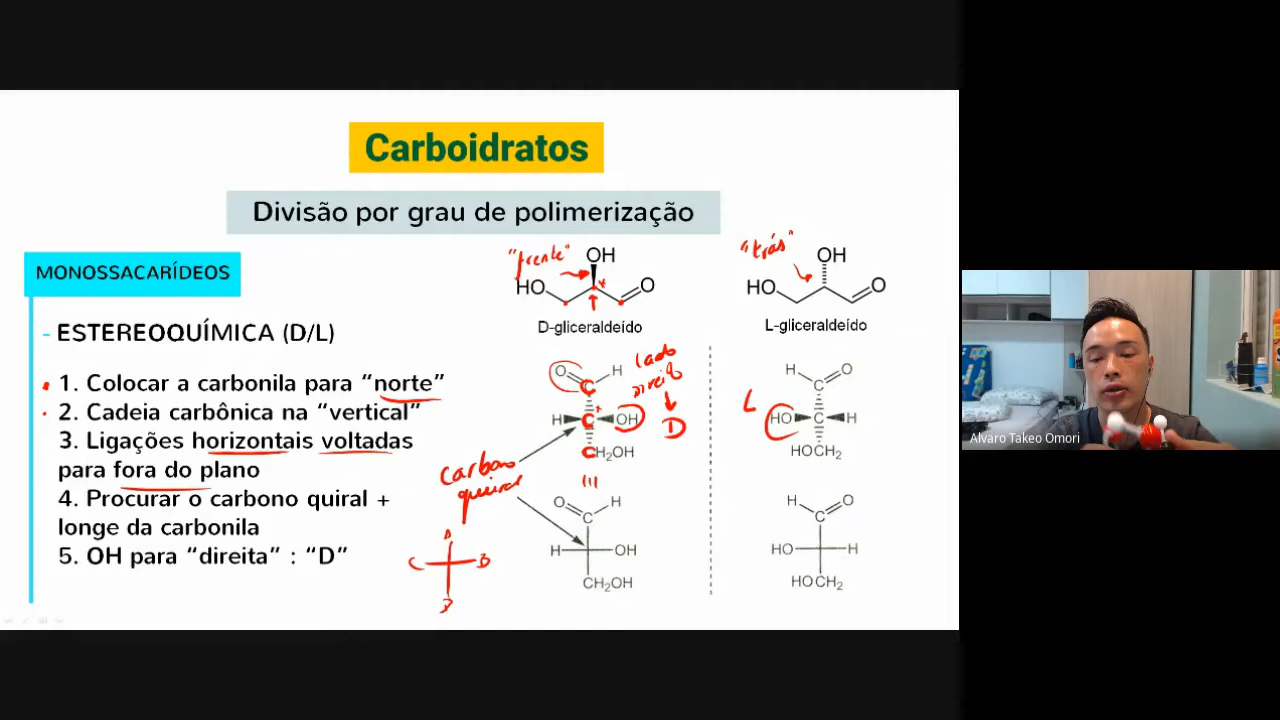 Carboidratos
Divisão por grau de polimerização
MONOSSACARÍDEOS
- ESTEREOQUÍMICA (D/L)
1. Colocar a carbonila para “norte”
2. Cadeia carbônica na “vertical”
3. Ligações horizontais voltadas
para fora do plano
4. Procurar o carbono quiral +
longe da carbonila
5. OH para “direita” : “D”
"frente"
OH
HO
*
O
D-gliceraldeído
"trás"
OH
HO
O
L-gliceraldeído
O
H
C
H
C
*
OH
CH₂OH
lado
direito
D
carbono
quiral
A
C
B
D
O
H
C
H
OH
CH₂OH
H
O
C
L
HO
C
H
HOCH₂
H
O
C
HO
H
HOCH₂
Alvaro Takeo Omori